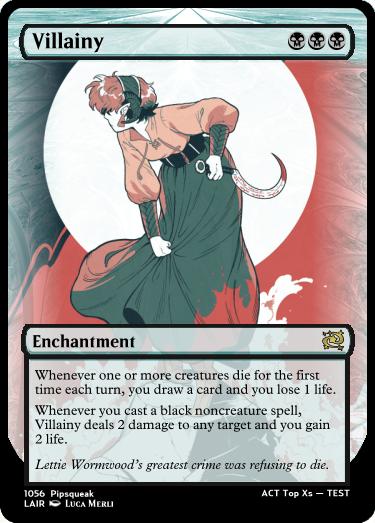 Villainy
Enchantment
Whenever one or more creatures die for the first
time each turn, you draw a card and you lose 1 life.
Whenever you cast a black noncreature spell,
Villainy deals 2 damage to any target and you gain
2 life.
Lettie Wormwood's greatest crime was refusing to die.
1056 Pipsqueak
ACT Top Xs — TEST
LAIR Luca Merli